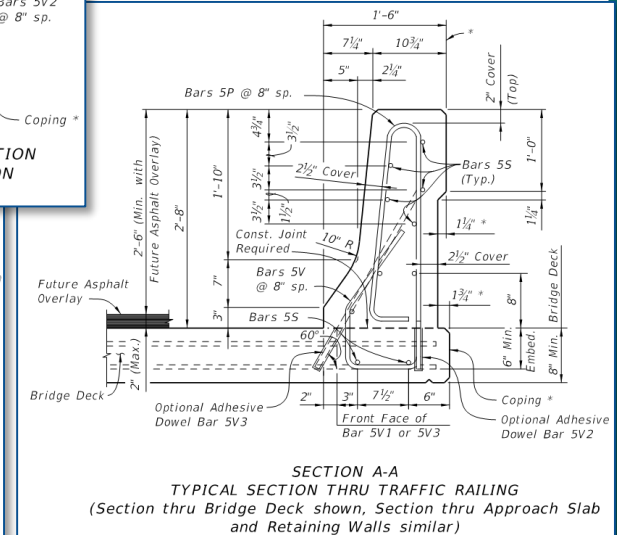 Bars 5V2
@ 8" sp.
Coping *
TION
N
1'-6"
7¼" 10¾" *
5" 2¼"
2" Cover
(Top)
Bars 5P @ 8" sp.
4¾"
3½"
3½"
1½"
3½"
2½" Cover
Bars 5S
(Typ.)
1'-0"
1¼"
1'-10"
2'-8"
2'-6" (Min. with
Future Asphalt Overlay)
Const. Joint
Required
10" R
1¼" *
2½" Cover
7"
Bars 5V
@ 8" sp.
1¾" *
8"
Future Asphalt
Overlay
3"
Bars 5S
60°
6" Min.
Embed.
8" Min. Bridge Deck
2" (Max.)
Bridge Deck
2" 3" 7½" 6"
Coping *
Optional Adhesive
Dowel Bar 5V3
Front Face of
Bar 5V1 or 5V3
Optional Adhesive
Dowel Bar 5V2
SECTION A-A
TYPICAL SECTION THRU TRAFFIC RAILING
(Section thru Bridge Deck shown, Section thru Approach Slab
and Retaining Walls similar)